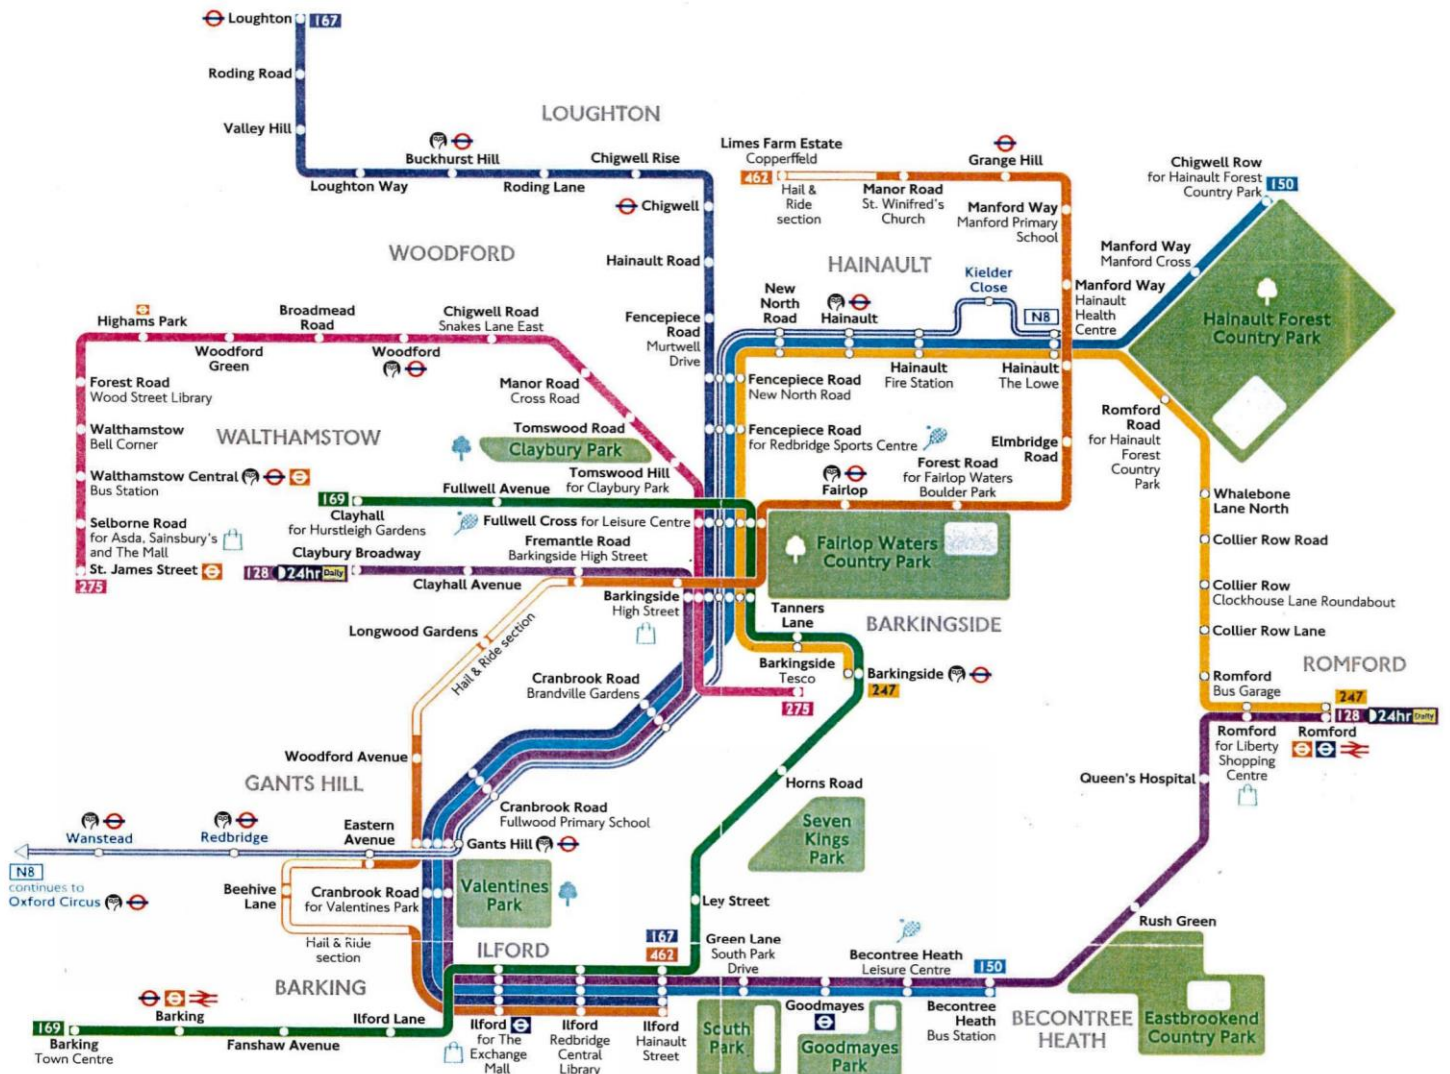 Loughton 167
Roding Road
Valley Hill
LOUGHTON
Buckhurst Hill
Chigwell Rise
Loughton Way
Roding Lane
Chigwell
Hainault Road
Fencepiece
Road
Murtwell
Drive
Limes Farm Estate
Copperffeld
462
Hail &
Ride
section
Manor Road
St. Winifred's
Church
Grange Hill
Manford Way
Manford Primary
School
Manford Way
Hainault
Health
Centre
Chigwell Row
for Hainault Forest
Country Park
150
Manford Way
Manford Cross
WOODFORD
HAINAULT
Kielder
Close
N8
New
North
Road
Hainault
Hainault
Fire Station
Hainault
The Lowe
Hainault Forest
Country Park
Highams Park
Broadmead
Road
Chigwell Road
Snakes Lane East
Woodford
Green
Woodford
Manor Road
Cross Road
Forest Road
Wood Street Library
Walthamstow
Bell Corner
WALTHAMSTOW
Walthamstow Central
Bus Station
Selborne Road
for Asda, Sainsbury's
and The Mall
St. James Street
275
Tomswood Road
Claybury Park
Tomswood Hill
for Claybury Park
Fencepiece Road
New North Road
Fencepiece Road
for Redbridge Sports Centre
Elmbridge
Road
Forest Road
for Fairlop Waters
Boulder Park
Fairlop
Romford
Road
for Hainault
Forest
Country
Park
Whalebone
Lane North
Collier Row Road
Collier Row
Clockhouse Lane Roundabout
Collier Row Lane
Romford
Bus Garage
ROMFORD
247
128 24hr Daily
Romford
for Liberty
Shopping
Centre
Romford
169
Clayhall
for Hurstleigh Gardens
Fullwell Avenue
Fullwell Cross for Leisure Centre
Fremantle Road
Barkingside High Street
Claybury Broadway
128 24hr Daily
Clayhall Avenue
Barkingside
High Street
Fairlop Waters
Country Park
Tanners
Lane
BARKINGSIDE
Barkingside
Tesco
Barkingside
247
275
Longwood Gardens
Hail & Ride section
Cranbrook Road
Brandville Gardens
Woodford Avenue
GANTS HILL
Horns Road
Queen's Hospital
Cranbrook Road
Fullwood Primary School
Seven
Kings
Park
Wanstead
Redbridge
Eastern
Avenue
Gants Hill
N8
continues to
Oxford Circus
Beehive
Lane
Cranbrook Road
for Valentines Park
Valentines
Park
Ley Street
Rush Green
Hail & Ride
section
ILFORD
167
462
Green Lane
South Park
Drive
Becontree Heath
Leisure Centre
150
BARKING
Barking
Ilford Lane
169
Barking
Town Centre
Fanshaw Avenue
Ilford
for The
Exchange
Mall
Ilford
Redbridge
Central
Library
Ilford
Hainault
Street
South
Park
Goodmayes
Goodmayes
Park
Becontree
Heath
Bus Station
BECONTREE
HEATH
Eastbrookend
Country Park